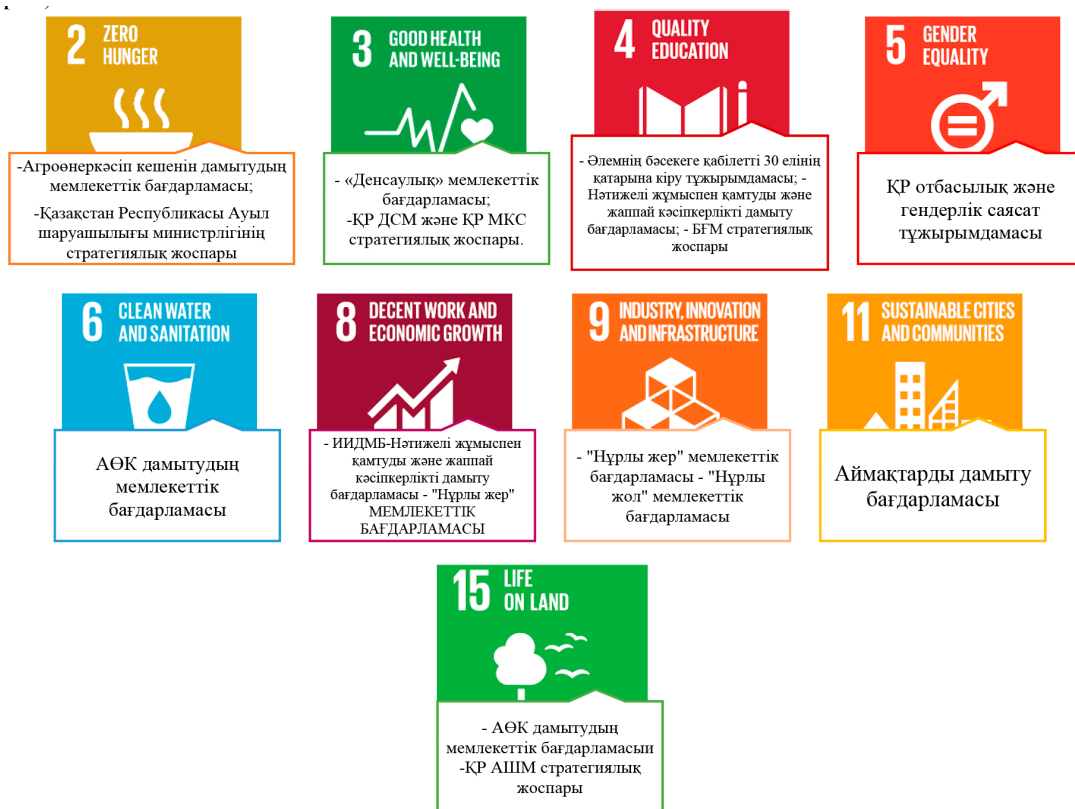 2 ZERO
HUNGER
-Агроөнеркәсіп кешенін дамытудың
мемлекеттік бағдарламасы;
-Қазақстан Республикасы Ауыл
шаруашылығы министрлігінің
стратегиялық жоспары
3 GOOD HEALTH
AND WELL-BEING
- «Денсаулық» мемлекеттік
бағдарламасы;
-ҚР ДСМ және ҚР МКС
стратегиялық жоспары.
4 QUALITY
EDUCATION
- Әлемнің бәсекеге қабілетті 30 елінің
қатарына кіру тұжырымдамасы; -
Нәтижелі жұмыспен қамтуды және
жаппай кәсіпкерлікті дамыту
бағдарламасы; - БҒМ стратегиялық
жоспары
5 GENDER
EQUALITY
ҚР отбасылық және
гендерлік саясат
тұжырымдамасы
6 CLEAN WATER
AND SANITATION
АӨК дамытудың
мемлекеттік
бағдарламасы
8 DECENT WORK AND
ECONOMIC GROWTH
- ИИДМБ-Нәтижелі жұмыспен
қамтуды және жаппай
кәсіпкерлікті дамыту
бағдарламасы - "Нұрлы жер"
МЕМЛЕКЕТТІК
БАҒДАРЛАМАСЫ
9 INDUSTRY, INNOVATION
AND INFRASTRUCTURE
- "Нұрлы жер" мемлекеттік
бағдарламасы - "Нұрлы
жол" мемлекеттік
бағдарламасы
11 SUSTAINABLE CITIES
AND COMMUNITIES
Аймақтарды дамыту
бағдарламасы
15 LIFE
ON LAND
- АӨК дамытудың
мемлекеттік бағдарламасыи
-ҚР АШМ стратегиялық
жоспары